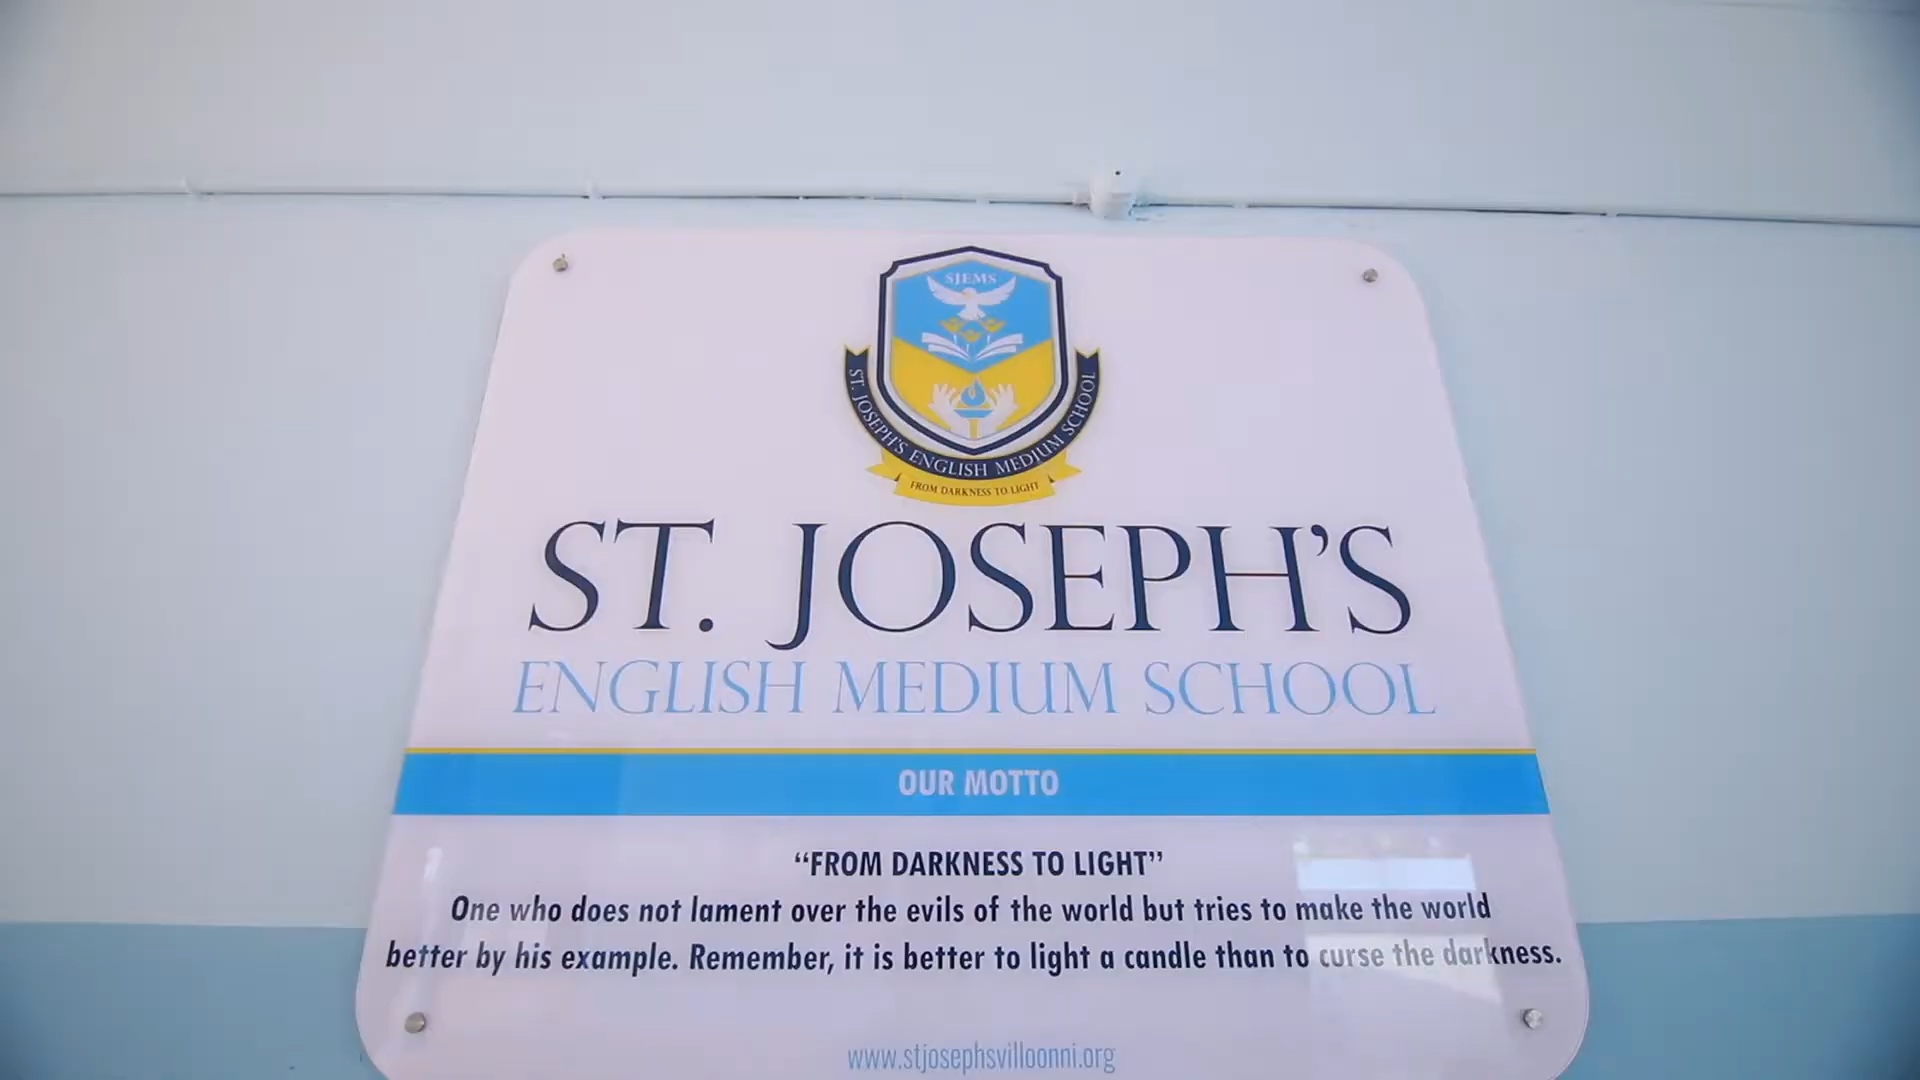 SJEMS
ST. JOSEPH'S ENGLISH MEDIUM SCHOOL
FROM DARKNESS TO LIGHT
ST. JOSEPH'S
ENGLISH MEDIUM SCHOOL
OUR MOTTO
“FROM DARKNESS TO LIGHT”
One who does not lament over the evils of the world but tries to make the world
better by his example. Remember, it is better to light a candle than to curse the darkness.
www.stjosephsvilloonni.org